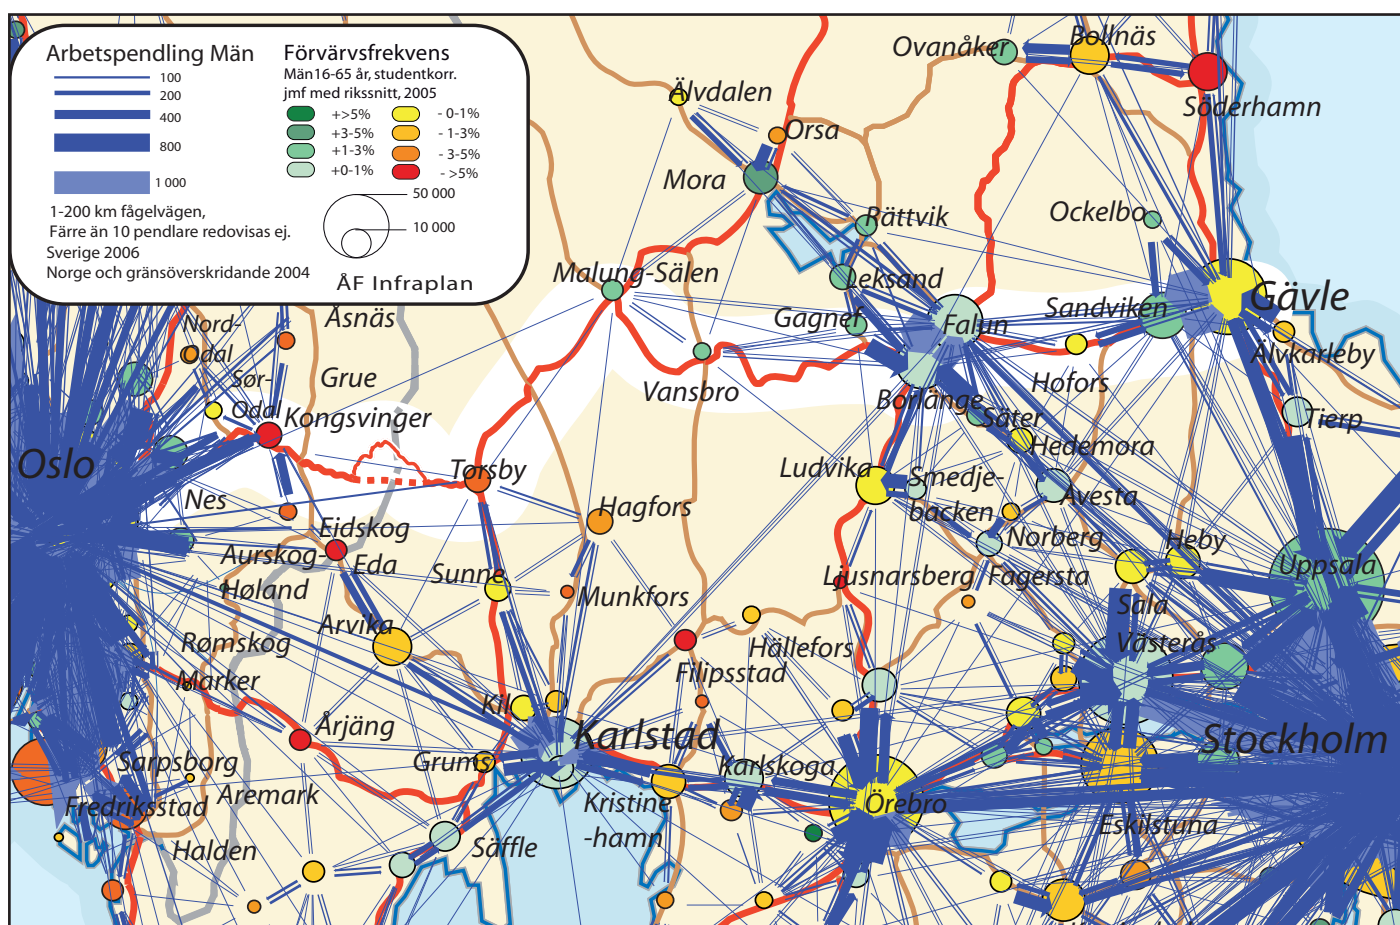 Arbetspendling Män
100
200
400
800
1 000
1-200 km fågelvägen,
Färre än 10 pendlare redovisas ej.
Sverige 2006
Norge och gränsöverskridande 2004
Förvärvsfrekvens
Män16-65 år, studentkorr.
jmf med rikssnitt, 2005
+>5%
- 0-1%
+3-5%
- 1-3%
+1-3%
- 3-5%
+0-1%
- >5%
50 000
10 000
ÅF Infraplan
Ovanåker
Bollnäs
Söderhamn
Älvdalen
Orsa
Mora
Rättvik
Ockelbo
Malung-Sälen
Leksand
Gagnef
Falun
Sandviken
Gävle
Älvkarleby
Åsnäs
Nord-
Odal
Sør-
Odal
Grue
Kongsvinger
Vansbro
Hofors
Borlänge
Säter
Tierp
Hedemora
Oslo
Torsby
Ludvika
Smedje-
backen
Avesta
Nes
Hagfors
Eidskog
Norberg
Heby
Uppsala
Aurskog-
Høland
Eda
Sunne
Munkfors
Ljusnarsberg
Fagersta
Sala
Arvika
Rømskog
Hällefors
Västerås
Marker
Filipsstad
Kil
Årjäng
Karlstad
Stockholm
Sarpsborg
Grums
Karlskoga
Aremark
Fredriksstad
Kristine
-hamn
Örebro
Eskilstuna
Halden
Säffle